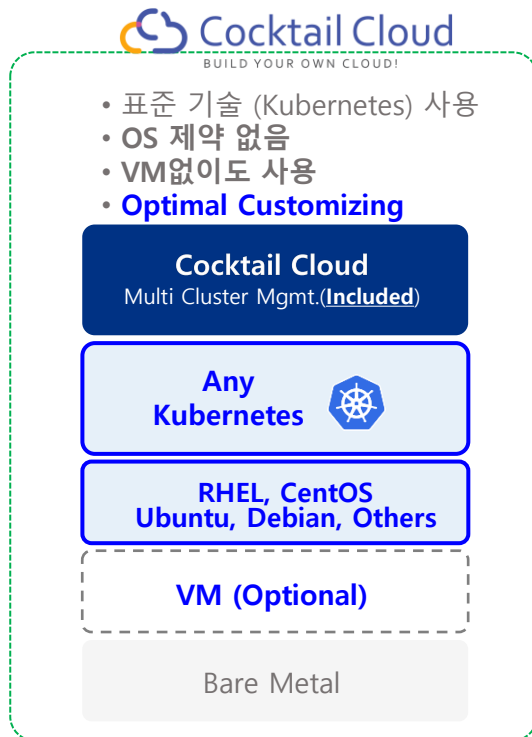 Cocktail Cloud
BUILD YOUR OWN CLOUD!
• 표준 기술 (Kubernetes) 사용
• OS 제약 없음
• VM없이도 사용
• Optimal Customizing
Cocktail Cloud
Multi Cluster Mgmt.(Included)
Any
Kubernetes
RHEL, CentOS
Ubuntu, Debian, Others
VM (Optional)
Bare Metal